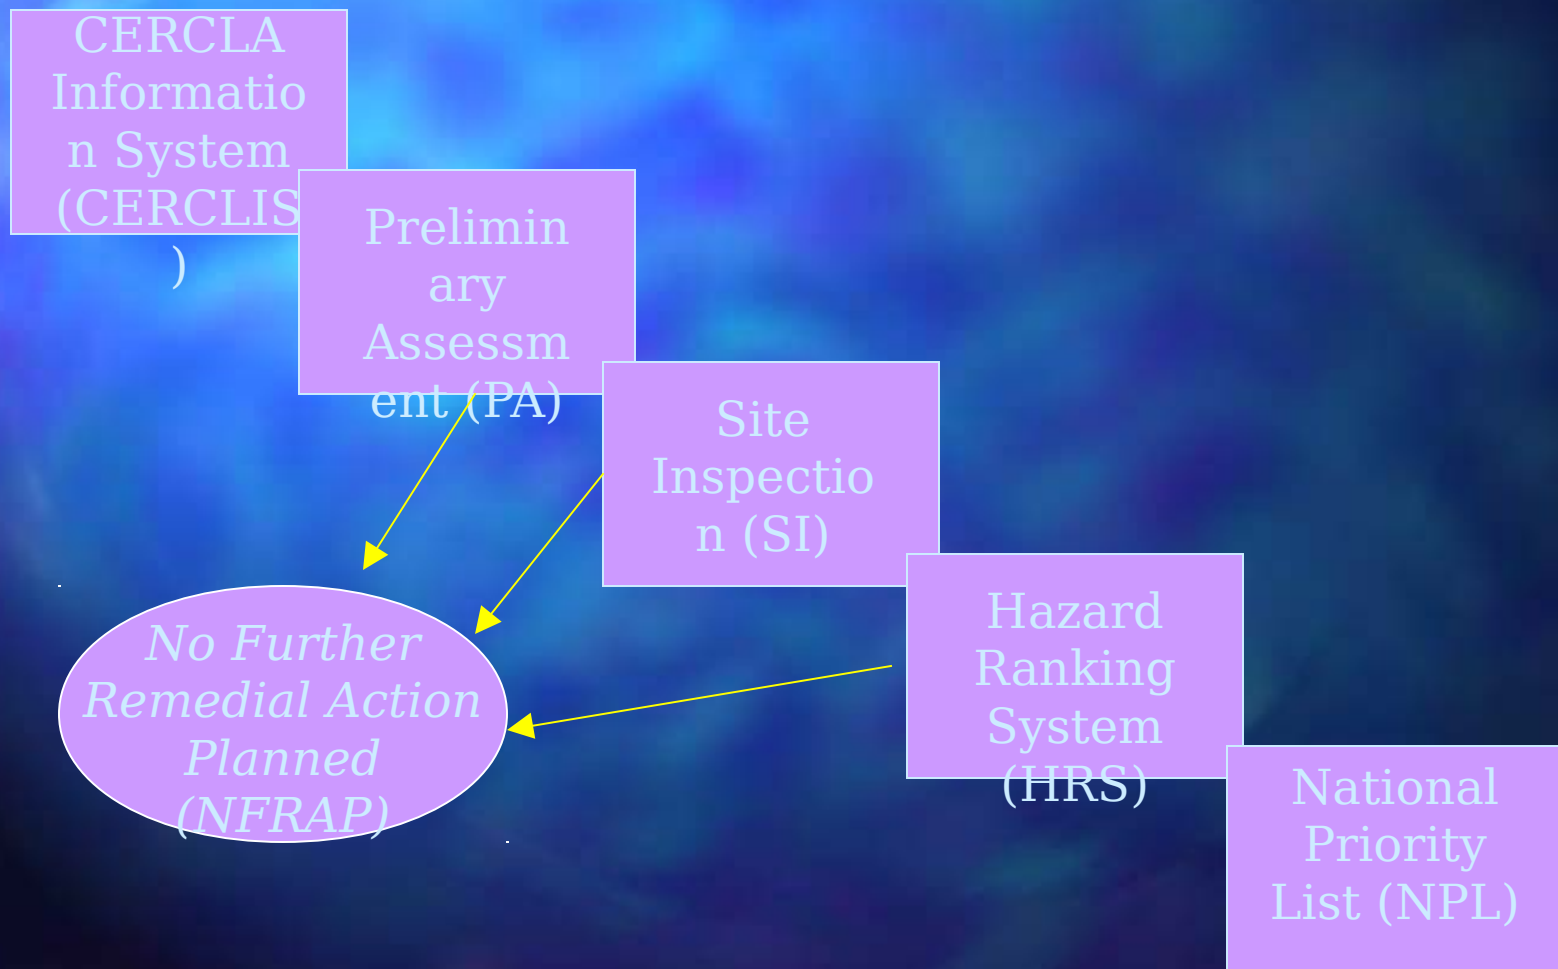 CERCLA
Informatio
n System
(CERCLIS
)
Prelimin
ary
Assessm
ent (PA)
Site
Inspectio
n (SI)
Hazard
Ranking
System
(HRS)
National
Priority
List (NPL)
No Further
Remedial Action
Planned
(NFRAP)